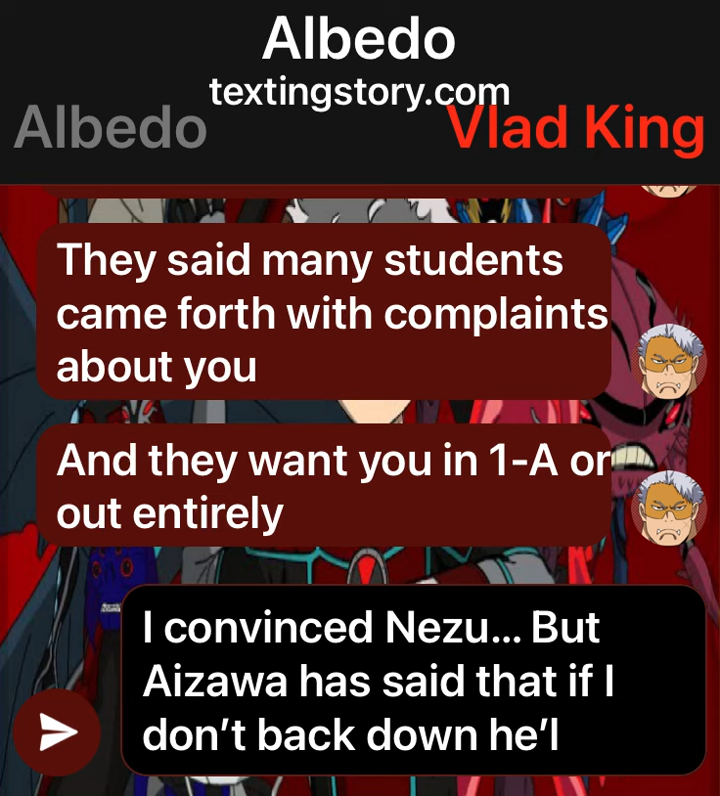 Albedo
textingstory.com
Albedo
Vlad King
They said many students
came forth with complaints
about you
And they want you in 1-A or
out entirely
I convinced Nezu... But
Aizawa has said that if I
don’t back down he’l